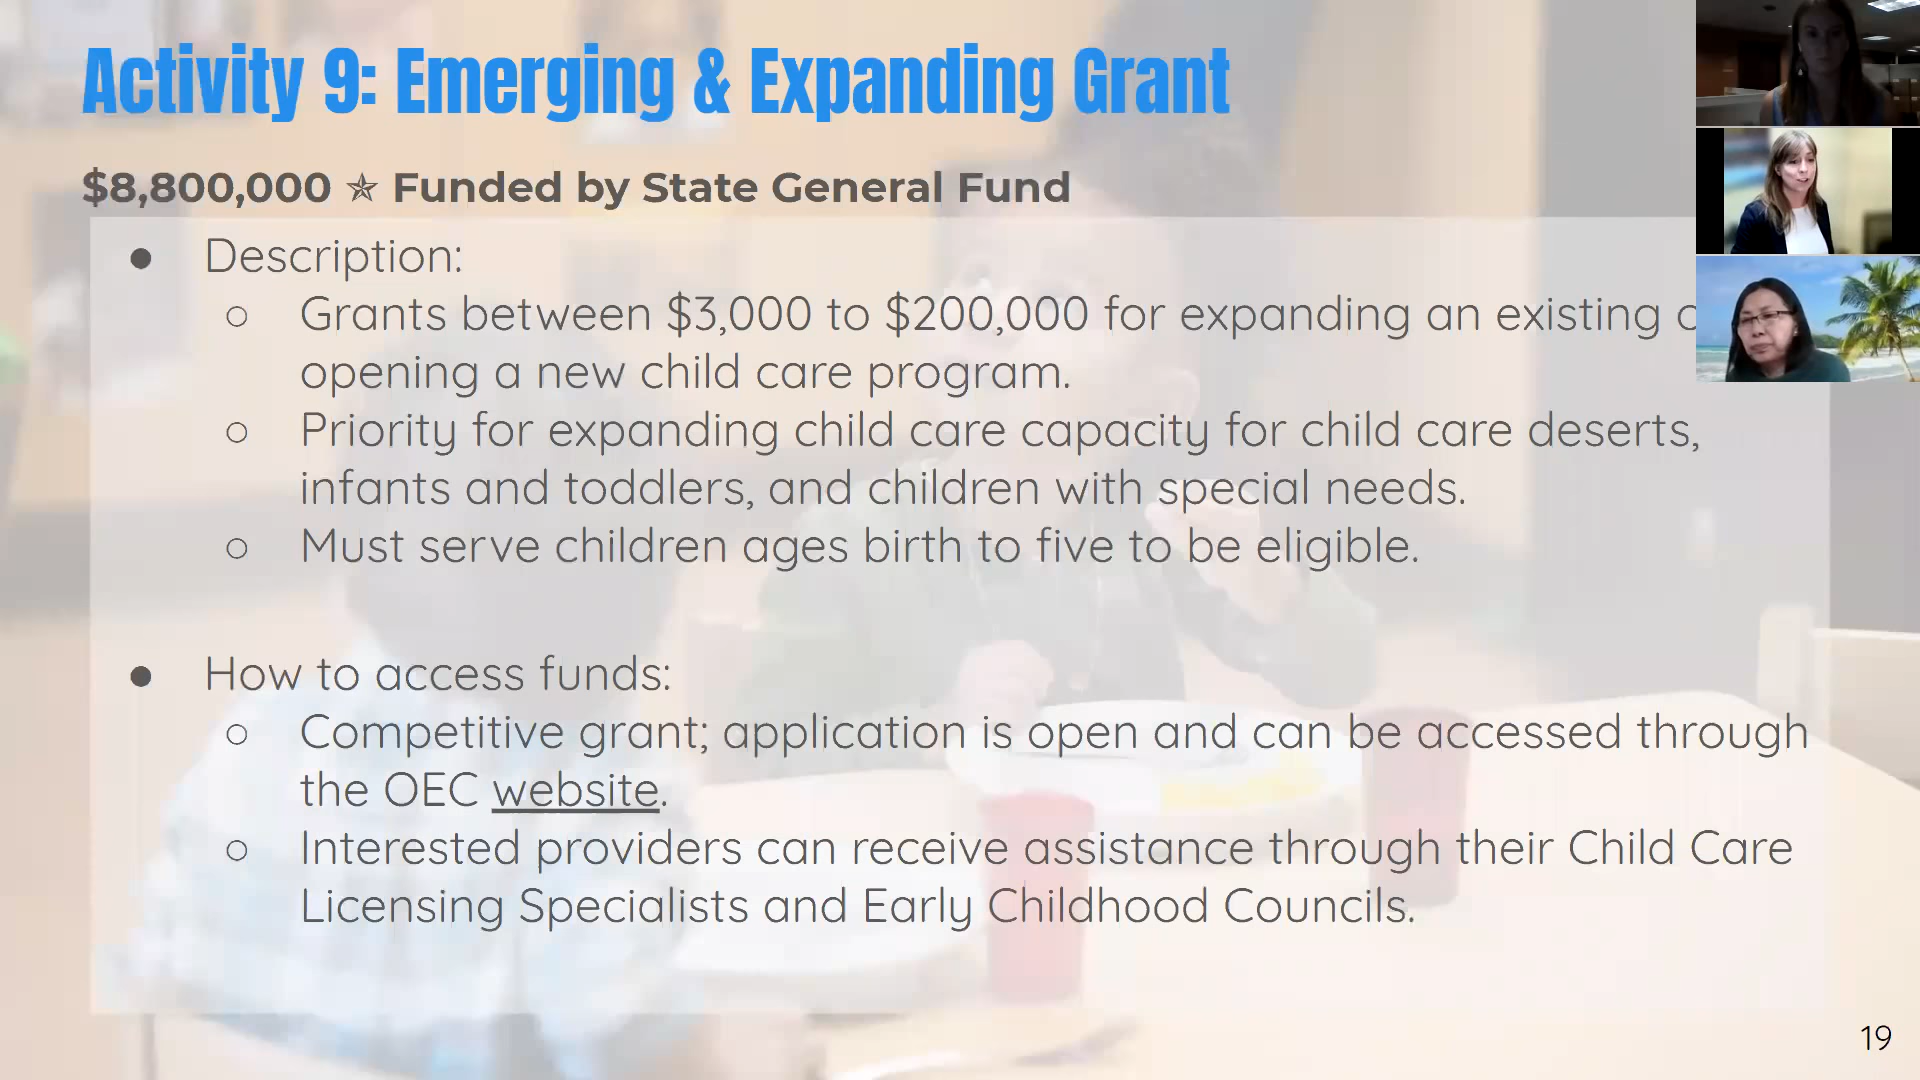 Activity 9: Emerging & Expanding Grant
$8,800,000 ✯ Funded by State General Fund
● Description:
○ Grants between $3,000 to $200,000 for expanding an existing
opening a new child care program.
○ Priority for expanding child care capacity for child care deserts,
infants and toddlers, and children with special needs.
○ Must serve children ages birth to five to be eligible.
● How to access funds:
○ Competitive grant; application is open and can be accessed through
the OEC website.
○ Interested providers can receive assistance through their Child Care
Licensing Specialists and Early Childhood Councils.
19